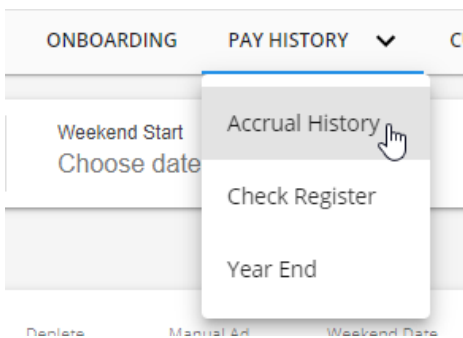 ONBOARDING PAY HISTORY
Weekend Start
Choose date
Accrual History
Check Register
Year End
Deplete Manual Ad Weekend Date